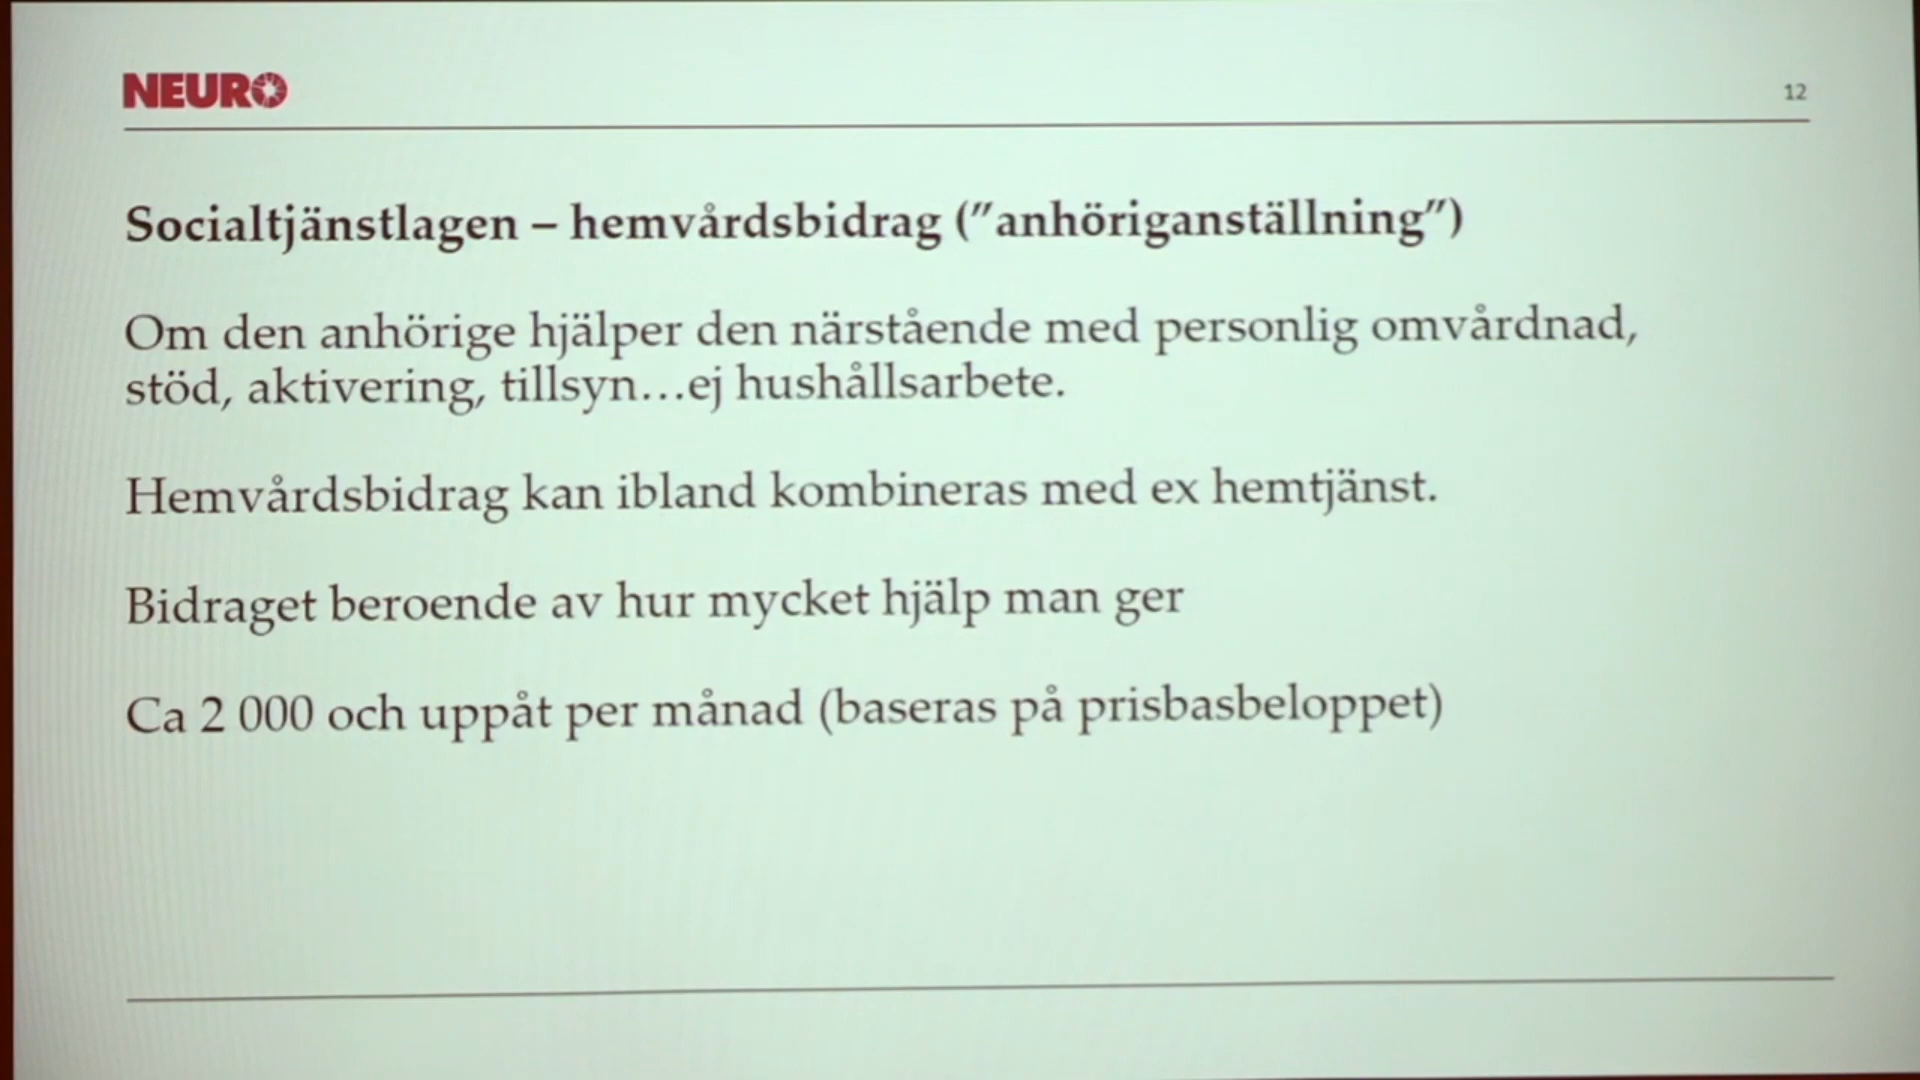 NEURO
12
Socialtjänstlagen – hemvårdsbidrag (”anhöriganställning”)
Om den anhörige hjälper den närstående med personlig omvårdnad,
stöd, aktivering, tillsyn…ej hushållsarbete.
Hemvårdsbidrag kan ibland kombineras med ex hemtjänst.
Bidraget beroende av hur mycket hjälp man ger
Ca 2 000 och uppåt per månad (baseras på prisbasbeloppet)